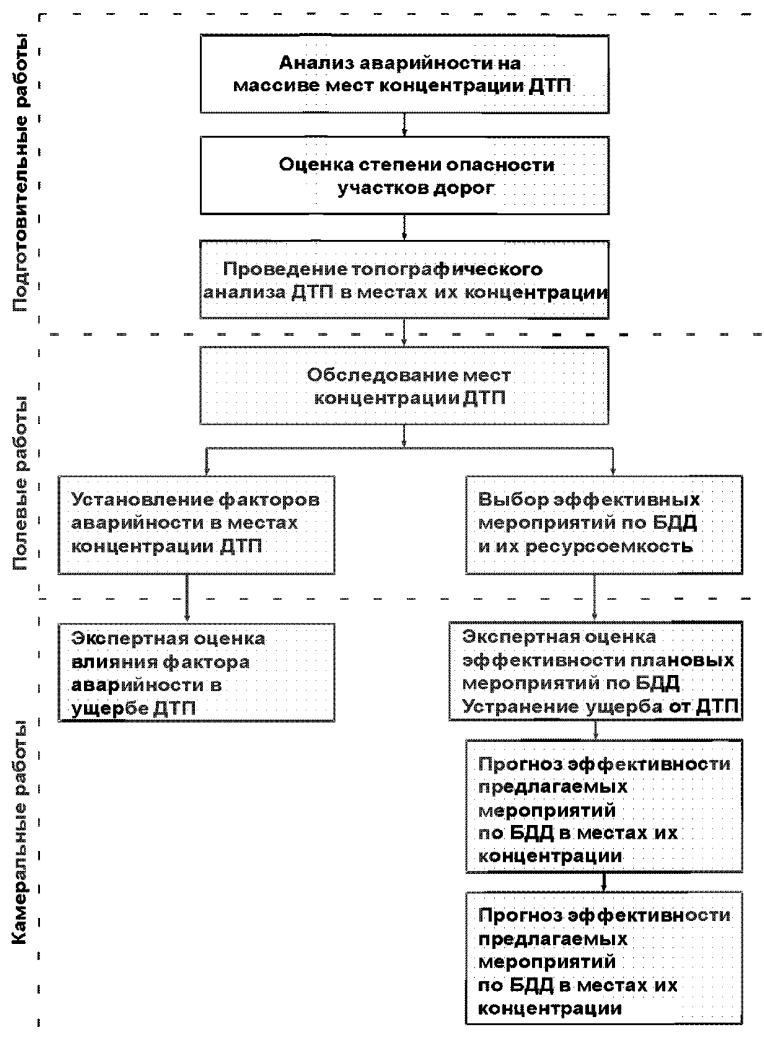 Подготовительные работы
Анализ аварийности на
массиве мест концентрации ДТП
Оценка степени опасности
участков дорог
Проведение топографического
анализа ДТП в местах их концентрации
Полевые работы
Обследование мест
концентрации ДТП
Установление факторов
аварийности в местах
концентрации ДТП
Выбор эффективных
мероприятий по БДД
и их ресурсоемкость
Камеральные работы
Экспертная оценка
влияния фактора
аварийности в
ущербе ДТП
Экспертная оценка
эффективности плановых
мероприятий по БДД
Устранение ущерба от ДТП
Прогноз эффективности
предлагаемых
мероприятий
по БДД в местах их
концентрации
Прогноз эффективности
предлагаемых
мероприятий
по БДД в местах их
концентрации